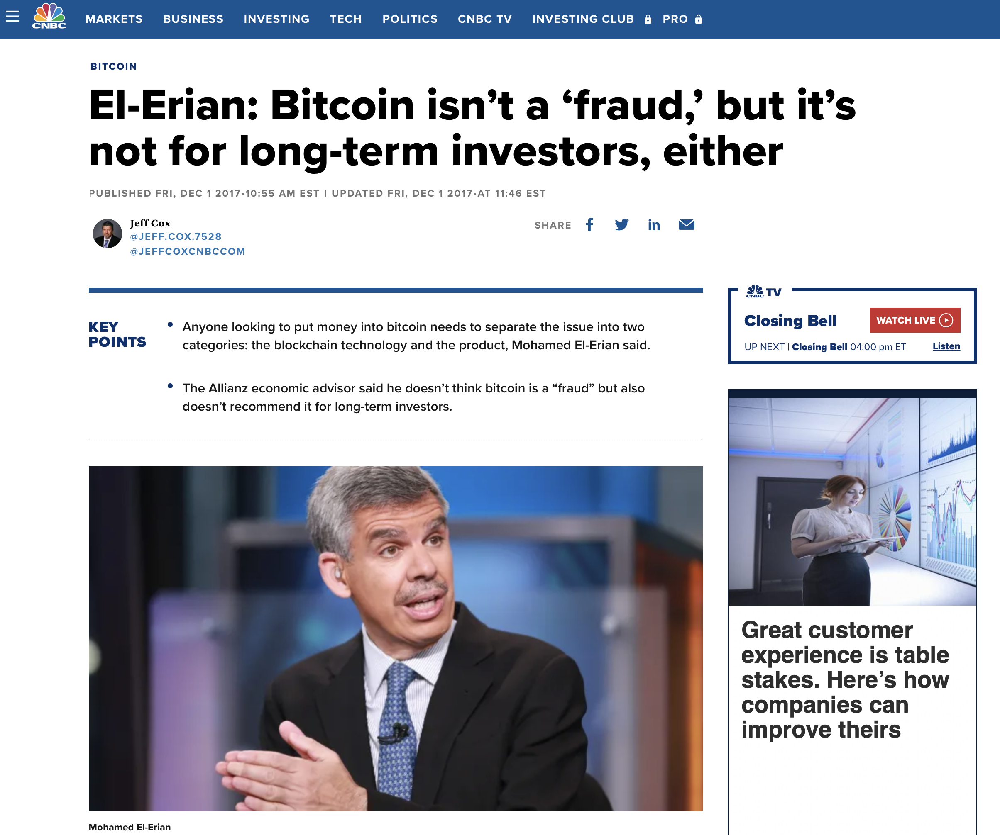 CNBC
MARKETS BUSINESS INVESTING TECH POLITICS CNBC TV INVESTING CLUB PRO
BITCOIN
El-Erian: Bitcoin isn’t a ‘fraud,’ but it’s
not for long-term investors, either
PUBLISHED FRI, DEC 1 2017•10:55 AM EST | UPDATED FRI, DEC 1 2017•AT 11:46 EST
Jeff Cox
@JEFF.COX.7528
@JEFFCOXCNBCCOM
SHARE
KEY
POINTS
• Anyone looking to put money into bitcoin needs to separate the issue into two
categories: the blockchain technology and the product, Mohamed El-Erian said.
• The Allianz economic advisor said he doesn’t think bitcoin is a “fraud” but also
doesn’t recommend it for long-term investors.
Mohamed El-Erian
CNBC TV
Closing Bell
WATCH LIVE
UP NEXT | Closing Bell 04:00 pm ET
Listen
Great customer
experience is table
stakes. Here’s how
companies can
improve theirs